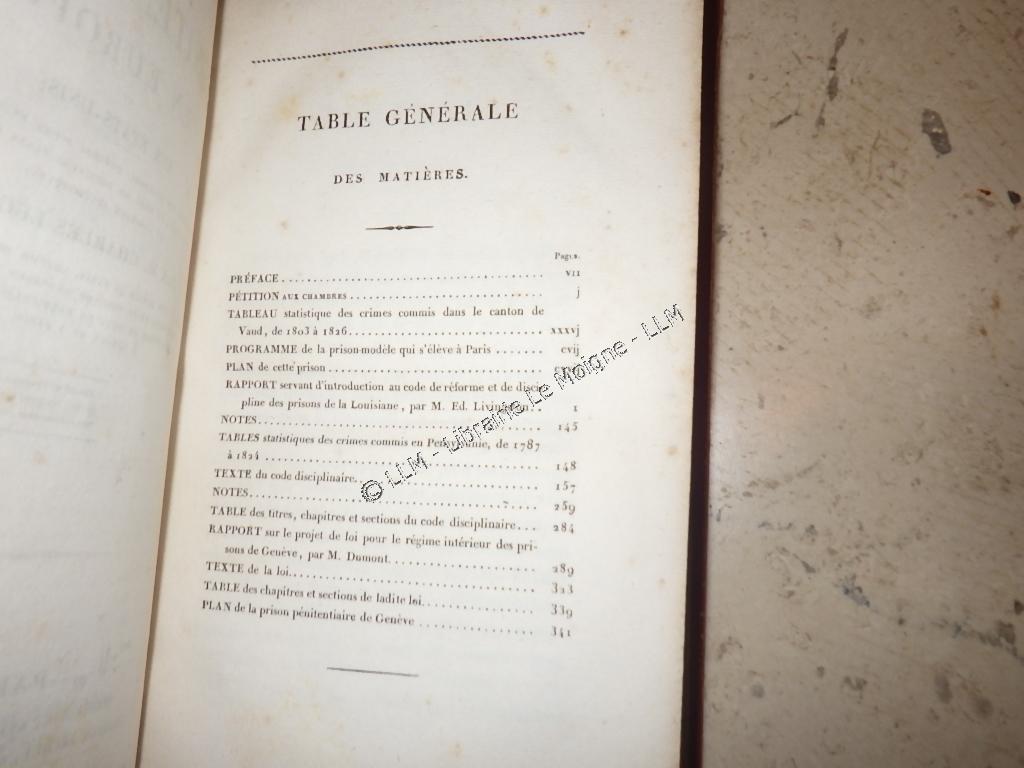 TABLE GÉNÉRALE
DES MATIÈRES.
Pages.
PRÉFACE vij
PÉTITION AUX CHAMBRES j
TABLEAU statistique des crimes commis dans le canton de
Vaud, de 1803 à 1826 xxxvj
PROGRAMME de la prison-modèle qui s'élève à Paris cvij
PLAN de cette prison
RAPPORT servant d'introduction au code de réforme et de disci-
pline des prisons de la Louisiane, par M. Ed. Livingston 1
NOTES 145
TABLES statistiques des crimes commis en Pensylvanie, de 1787
à 1824 148
TEXTE du code disciplinaire 157
NOTES 259
TABLE des titres, chapitres et sections du code disciplinaire 284
RAPPORT sur le projet de loi pour le régime intérieur des pri-
sons de Genève, par M. Dumont 289
TEXTE de la loi 323
TABLE des chapitres et sections de ladite loi 339
PLAN de la prison pénitentiaire de Genève 341
© LLM - Librairie Le Moigne - LLM